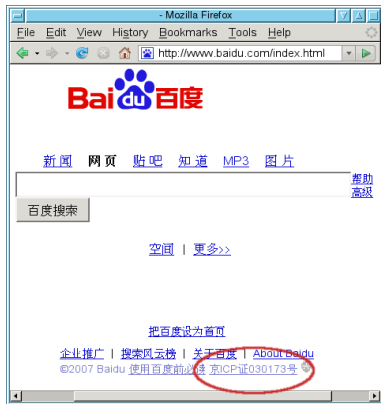 - Mozilla Firefox
File Edit View History Bookmarks Tools Help
http://www.baidu.com/index.html
Bai du 百度
新闻 网页 贴吧 知道 MP3 图片
帮助
高级
百度搜索
空间 | 更多>>
把百度设为首页
企业推广 | 搜索风云榜 | 关于百度 | About Baidu
©2007 Baidu 使用百度前必读 京ICP证030173号